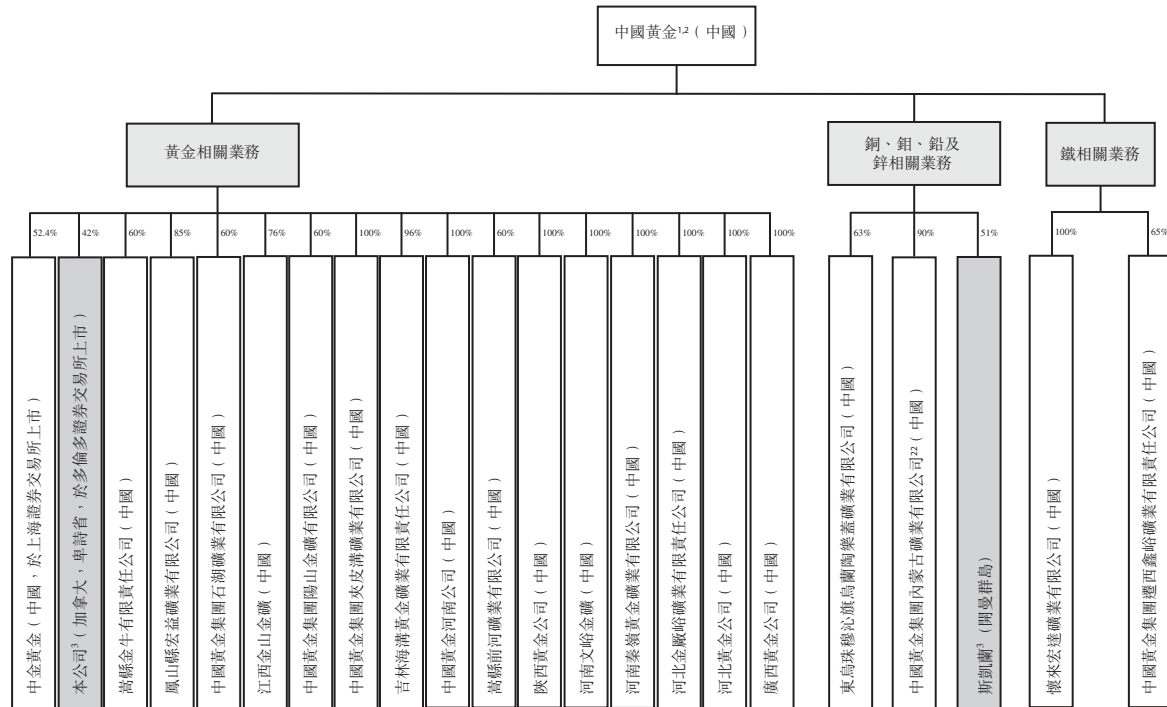 中國黃金1,2（中國）
黃金相關業務
銅、鉬、鉛及
鋅相關業務
鐵相關業務
52.4%
42%
60%
85%
60%
76%
60%
100%
96%
100%
60%
100%
100%
100%
100%
100%
100%
63%
90%
51%
100%
65%
中金黃金（中國，於上海證券交易所上市）
本公司3（加拿大，卑詩省，於多倫多證券交易所上市）
嵩縣金牛有限責任公司（中國）
鳳山縣宏益礦業有限公司（中國）
中國黃金集團石湖礦業有限公司（中國）
江西金山金礦（中國）
中國黃金集團陽山金礦有限公司（中國）
中國黃金集團夾皮溝礦業有限公司（中國）
吉林海溝黃金礦業有限責任公司（中國）
中國黃金河南公司（中國）
嵩縣前河礦業有限公司（中國）
陝西黃金公司（中國）
河南文峪金礦（中國）
河南秦嶺黃金礦業有限公司（中國）
河北金廠峪礦業有限責任公司（中國）
河北黃金公司（中國）
廣西黃金公司（中國）
東烏珠穆沁旗烏蘭陶樂蓋礦業有限公司（中國）
中國黃金集團內蒙古礦業有限公司22（中國）
斯凱蘭3（開曼群島）
懷來宏達礦業有限公司（中國）
中國黃金集團遷西鑫峪礦業有限責任公司（中國）